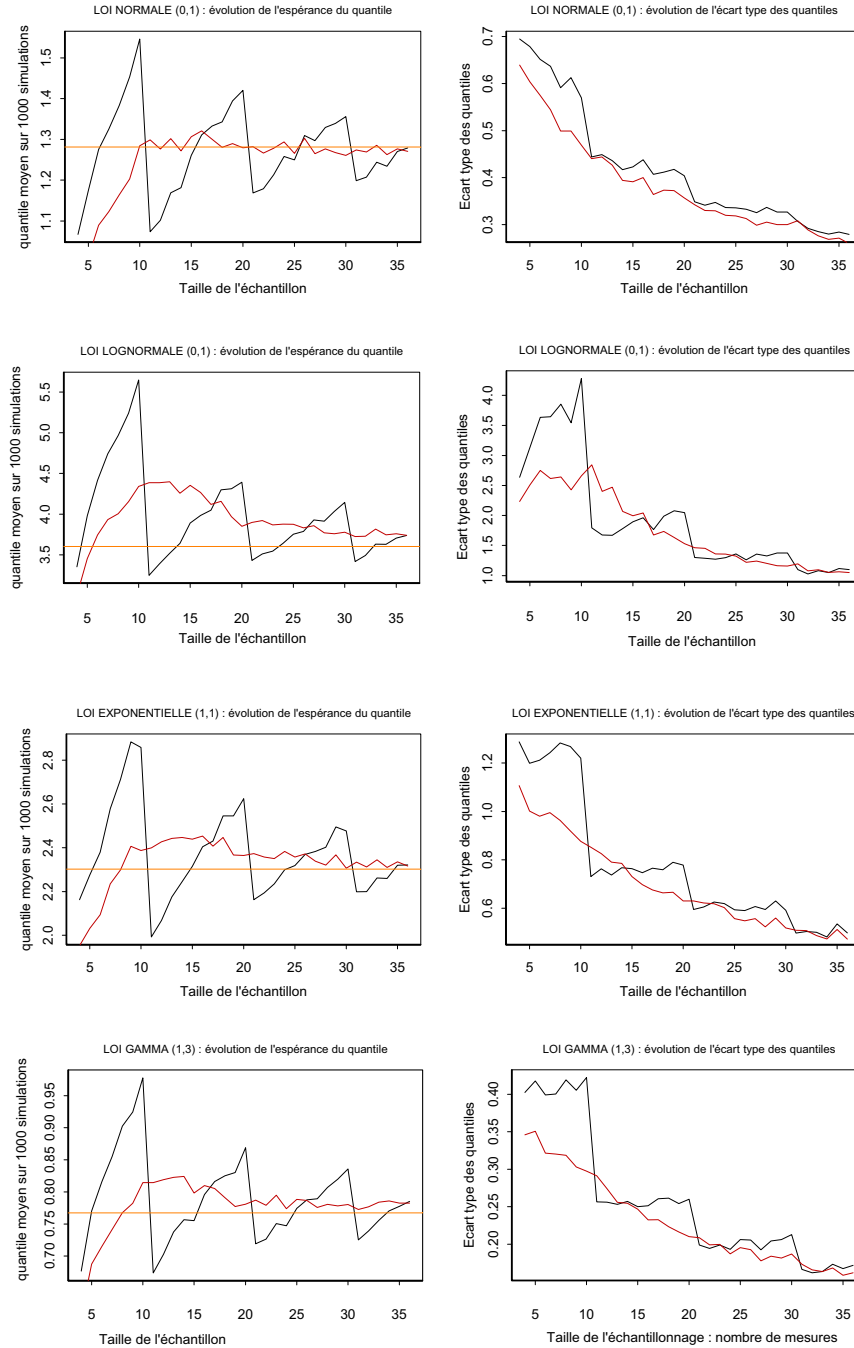 LOI NORMALE (0,1) : évolution de l'espérance du quantile
quantile moyen sur 1000 simulations
1.1 1.2 1.3 1.4 1.5
5 10 15 20 25 30 35
Taille de l'échantillon
LOI NORMALE (0,1) : évolution de l'écart type des quantiles
Ecart type des quantiles
0.3 0.4 0.5 0.6 0.7
5 10 15 20 25 30 35
Taille de l'échantillon
LOI LOGNORMALE (0,1) : évolution de l'espérance du quantile
quantile moyen sur 1000 simulations
3.5 4.0 4.5 5.0 5.5
5 10 15 20 25 30 35
Taille de l'échantillon
LOI LOGNORMALE (0,1) : évolution de l'écart type des quantiles
Ecart type des quantiles
1.0 1.5 2.0 2.5 3.0 4.0
5 10 15 20 25 30 35
Taille de l'échantillon
LOI EXPONENTIELLE (1,1) : évolution de l'espérance du quantile
quantile moyen sur 1000 simulations
2.0 2.2 2.4 2.6 2.8
5 10 15 20 25 30 35
Taille de l'échantillon
LOI EXPONENTIELLE (1,1) : évolution de l'écart type des quantiles
Ecart type des quantiles
0.6 0.8 1.0 1.2
5 10 15 20 25 30 35
Taille de l'échantillon
LOI GAMMA (1,3) : évolution de l'espérance du quantile
quantile moyen sur 1000 simulations
0.70 0.75 0.80 0.85 0.90 0.95
5 10 15 20 25 30 35
Taille de l'échantillon
LOI GAMMA (1,3) : évolution de l'écart type des quantiles
Ecart type des quantiles
0.20 0.25 0.30 0.35 0.40
5 10 15 20 25 30 35
Taille de l'échantillonnage : nombre de mesures